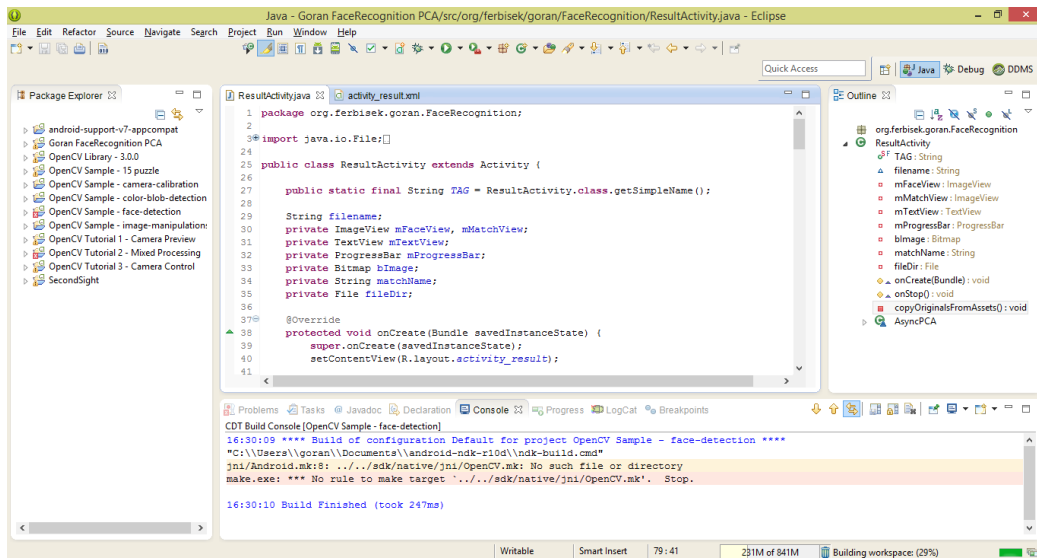 Java - Goran FaceRecognition PCA/src/org/ferbisek/goran/FaceRecognition/ResultActivity.java - Eclipse
File Edit Refactor Source Navigate Search Project Run Window Help
Quick Access
Java Debug DDMS
Package Explorer
android-support-v7-appcompat
Goran FaceRecognition PCA
OpenCV Library - 3.0.0
OpenCV Sample - 15 puzzle
OpenCV Sample - camera-calibration
OpenCV Sample - color-blob-detection
OpenCV Sample - face-detection
OpenCV Sample - image-manipulations
OpenCV Tutorial 1 - Camera Preview
OpenCV Tutorial 2 - Mixed Processing
OpenCV Tutorial 3 - Camera Control
SecondSight
ResultActivity.java activity_result.xml
1 package org.ferbisek.goran.FaceRecognition;
2
3 import java.io.File;
24
25 public class ResultActivity extends Activity {
26
27 public static final String TAG = ResultActivity.class.getSimpleName();
28
29 String filename;
30 private ImageView mFaceView, mMatchView;
31 private TextView mTextView;
32 private ProgressBar mProgressBar;
33 private Bitmap bImage;
34 private String matchName;
35 private File fileDir;
36
37 @Override
38 protected void onCreate(Bundle savedInstanceState) {
39 super.onCreate(savedInstanceState);
40 setContentView(R.layout.activity_result);
41
Outline
org.ferbisek.goran.FaceRecognition
ResultActivity
TAG : String
filename : String
mFaceView : ImageView
mMatchView : ImageView
mTextView : TextView
mProgressBar : ProgressBar
bImage : Bitmap
matchName : String
fileDir : File
onCreate(Bundle) : void
onStop() : void
copyOriginalsFromAssets() : void
AsyncPCA
Problems Tasks @ Javadoc Declaration Console Progress LogCat Breakpoints
CDT Build Console [OpenCV Sample - face-detection]
16:30:09 **** Build of configuration Default for project OpenCV Sample - face-detection ****
"C:\\Users\\goran\\Documents\\android-ndk-r10d\\ndk-build.cmd"
jni/Android.mk:8: ../../sdk/native/jni/OpenCV.mk: No such file or directory
make.exe: *** No rule to make target `../../sdk/native/jni/OpenCV.mk'.  Stop.
16:30:10 Build Finished (took 247ms)
Writable Smart Insert 79 : 41 231M of 841M Building workspace: (29%)